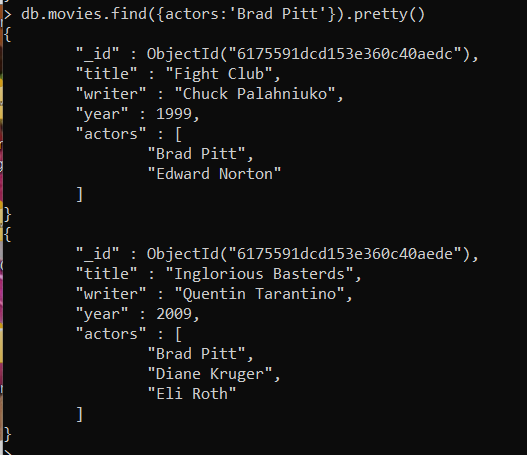 > db.movies.find({actors:'Brad Pitt'}).pretty()
{
        "_id" : ObjectId("6175591dcd153e360c40aedc"),
        "title" : "Fight Club",
        "writer" : "Chuck Palahniuko",
        "year" : 1999,
        "actors" : [
                "Brad Pitt",
                "Edward Norton"
        ]
}
{
        "_id" : ObjectId("6175591dcd153e360c40aede"),
        "title" : "Inglorious Basterds",
        "writer" : "Quentin Tarantino",
        "year" : 2009,
        "actors" : [
                "Brad Pitt",
                "Diane Kruger",
                "Eli Roth"
        ]
}
>